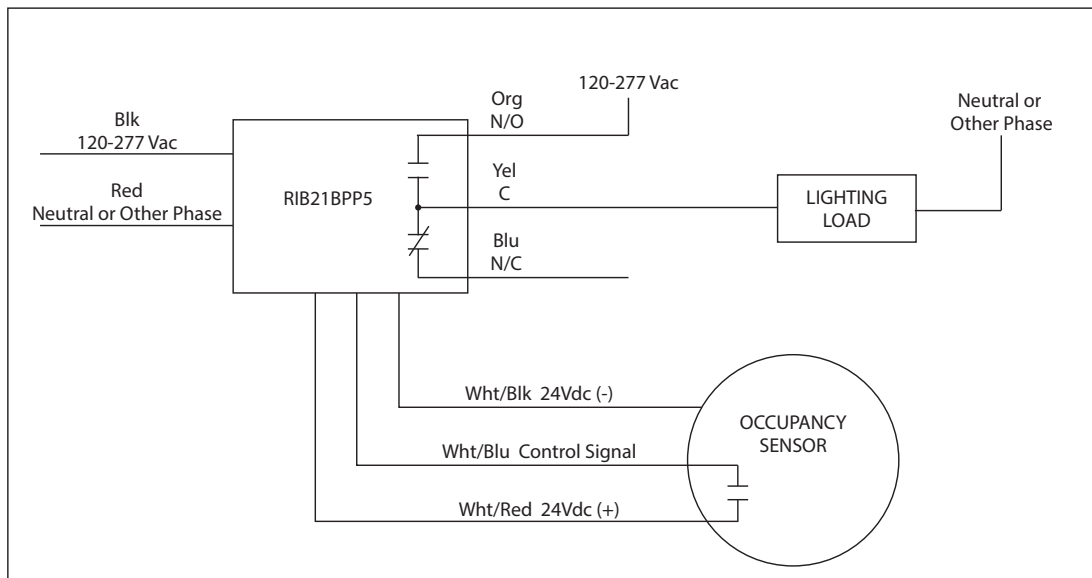 Blk
120-277 Vac
Red
Neutral or Other Phase
RIB21BPP5
Org
N/O
120-277 Vac
Yel
C
Blu
N/C
LIGHTING
LOAD
Neutral or
Other Phase
Wht/Blk 24Vdc (-)
Wht/Blu Control Signal
Wht/Red 24Vdc (+)
OCCUPANCY
SENSOR